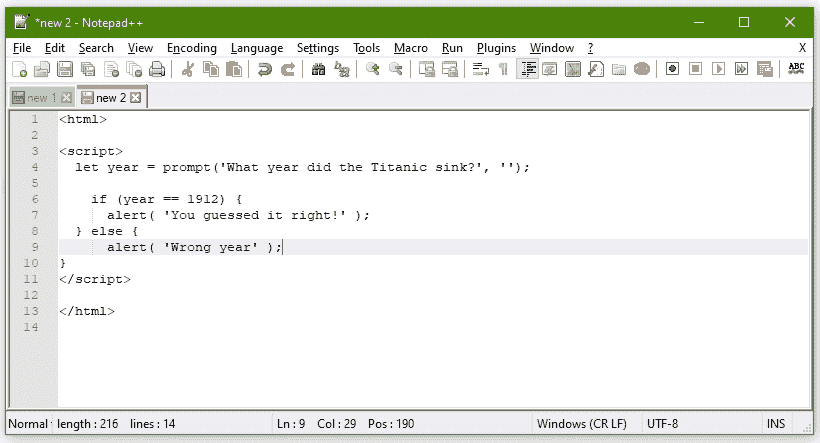 *new 2 - Notepad++
File Edit Search View Encoding Language Settings Tools Macro Run Plugins Window ? X
ABC
new 1 new 2
1 <html>
2
3 <script>
4 let year = prompt('What year did the Titanic sink?', '');
5
6 if (year == 1912) {
7 alert( 'You guessed it right!' );
8 } else {
9 alert( 'Wrong year' );
10 }
11 </script>
12
13 </html>
14
Normal length : 216 lines : 14 Ln : 9 Col : 29 Pos : 190 Windows (CR LF) UTF-8 INS